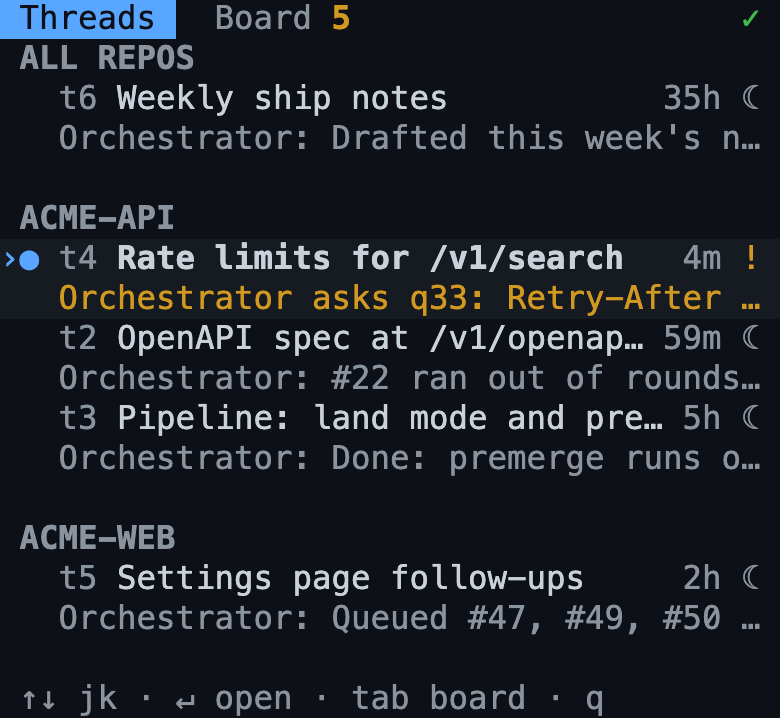 Threads   Board 5   ✓
ALL REPOS
t6 Weekly ship notes   35h ☾
Orchestrator: Drafted this week's n…
ACME-API
›● t4 Rate limits for /v1/search   4m !
Orchestrator asks q33: Retry-After …
t2 OpenAPI spec at /v1/openap… 59m ☾
Orchestrator: #22 ran out of rounds…
t3 Pipeline: land mode and pre… 5h ☾
Orchestrator: Done: premerge runs o…
ACME-WEB
t5 Settings page follow-ups   2h ☾
Orchestrator: Queued #47, #49, #50 …
↑↓ jk · ↵ open · tab board · q